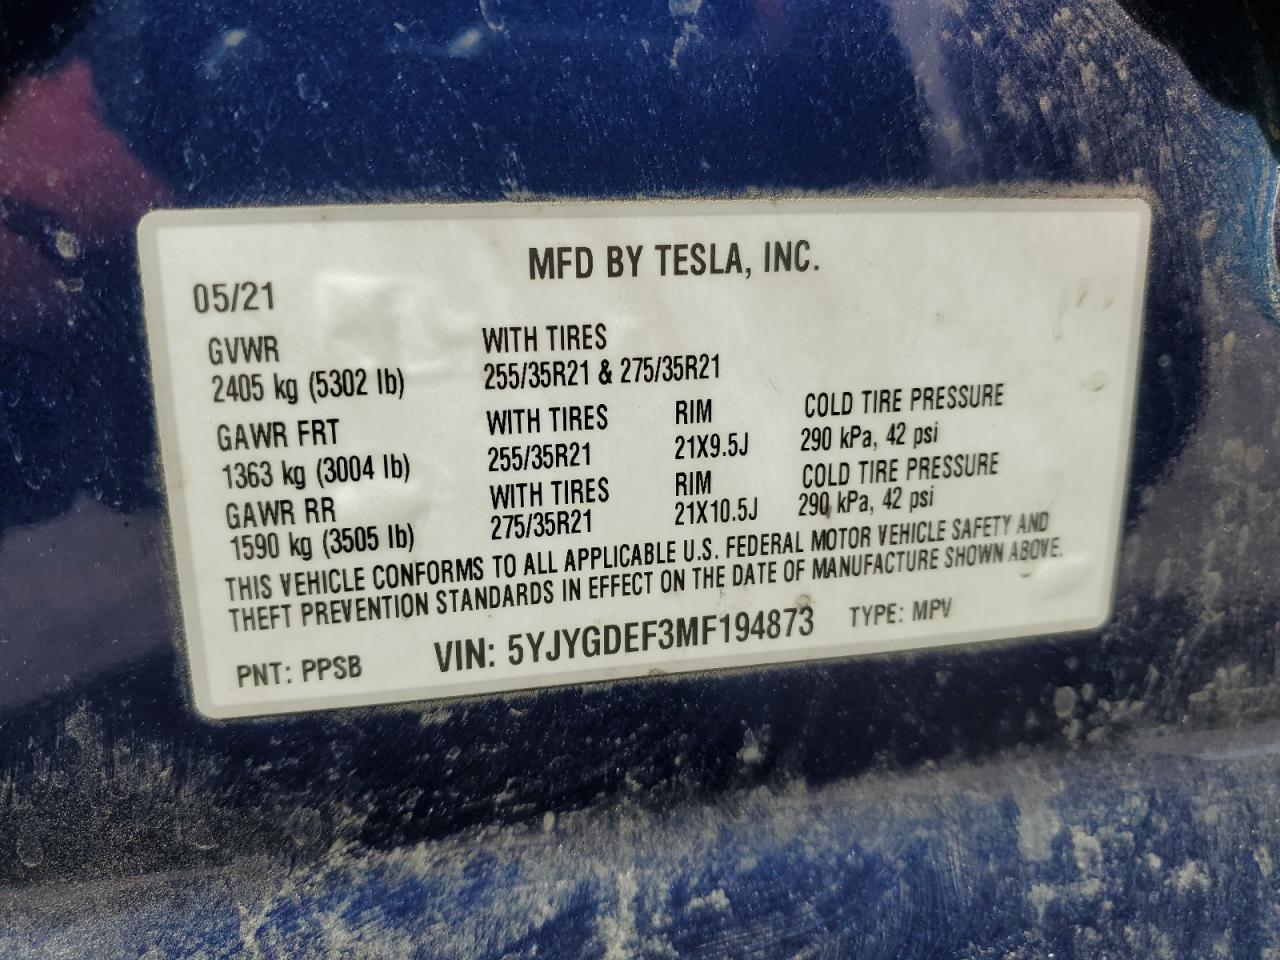 MFD BY TESLA, INC.
05/21
GVWR WITH TIRES
2405 kg (5302 lb) 255/35R21 & 275/35R21
GAWR FRT WITH TIRES RIM COLD TIRE PRESSURE
1363 kg (3004 lb) 255/35R21 21X9.5J 290 kPa, 42 psi
GAWR RR WITH TIRES RIM COLD TIRE PRESSURE
1590 kg (3505 lb) 275/35R21 21X10.5J 290 kPa, 42 psi
THIS VEHICLE CONFORMS TO ALL APPLICABLE U.S. FEDERAL MOTOR VEHICLE SAFETY AND
THEFT PREVENTION STANDARDS IN EFFECT ON THE DATE OF MANUFACTURE SHOWN ABOVE.
PNT: PPSB VIN: 5YJYGDEF3MF194873 TYPE: MPV